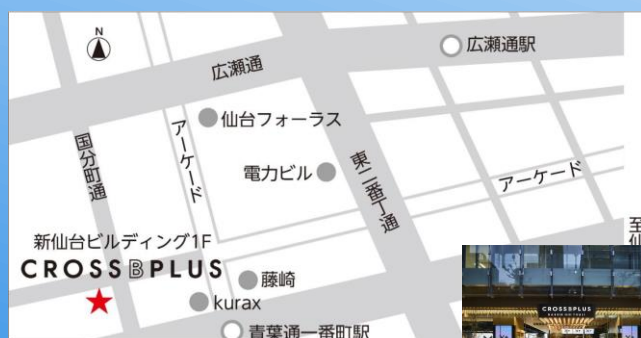 N
広瀬通駅
広瀬通
アーケード
仙台フォーラス
国分町通
電力ビル
東二番丁通
アーケード
至仙
新仙台ビルディング1F
CROSS B PLUS
藤崎
kurax
青葉通一番町駅
CROSSBPLUS